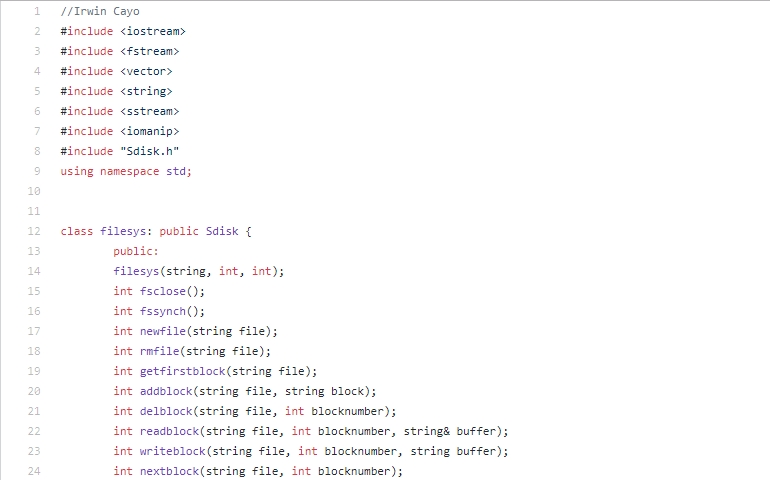 1 //Irwin Cayo
2 #include <iostream>
3 #include <fstream>
4 #include <vector>
5 #include <string>
6 #include <sstream>
7 #include <iomanip>
8 #include "Sdisk.h"
9 using namespace std;
10
11
12 class filesys: public Sdisk {
13 public:
14 filesys(string, int, int);
15 int fsclose();
16 int fssynch();
17 int newfile(string file);
18 int rmfile(string file);
19 int getfirstblock(string file);
20 int addblock(string file, string block);
21 int delblock(string file, int blocknumber);
22 int readblock(string file, int blocknumber, string& buffer);
23 int writeblock(string file, int blocknumber, string buffer);
24 int nextblock(string file, int blocknumber);